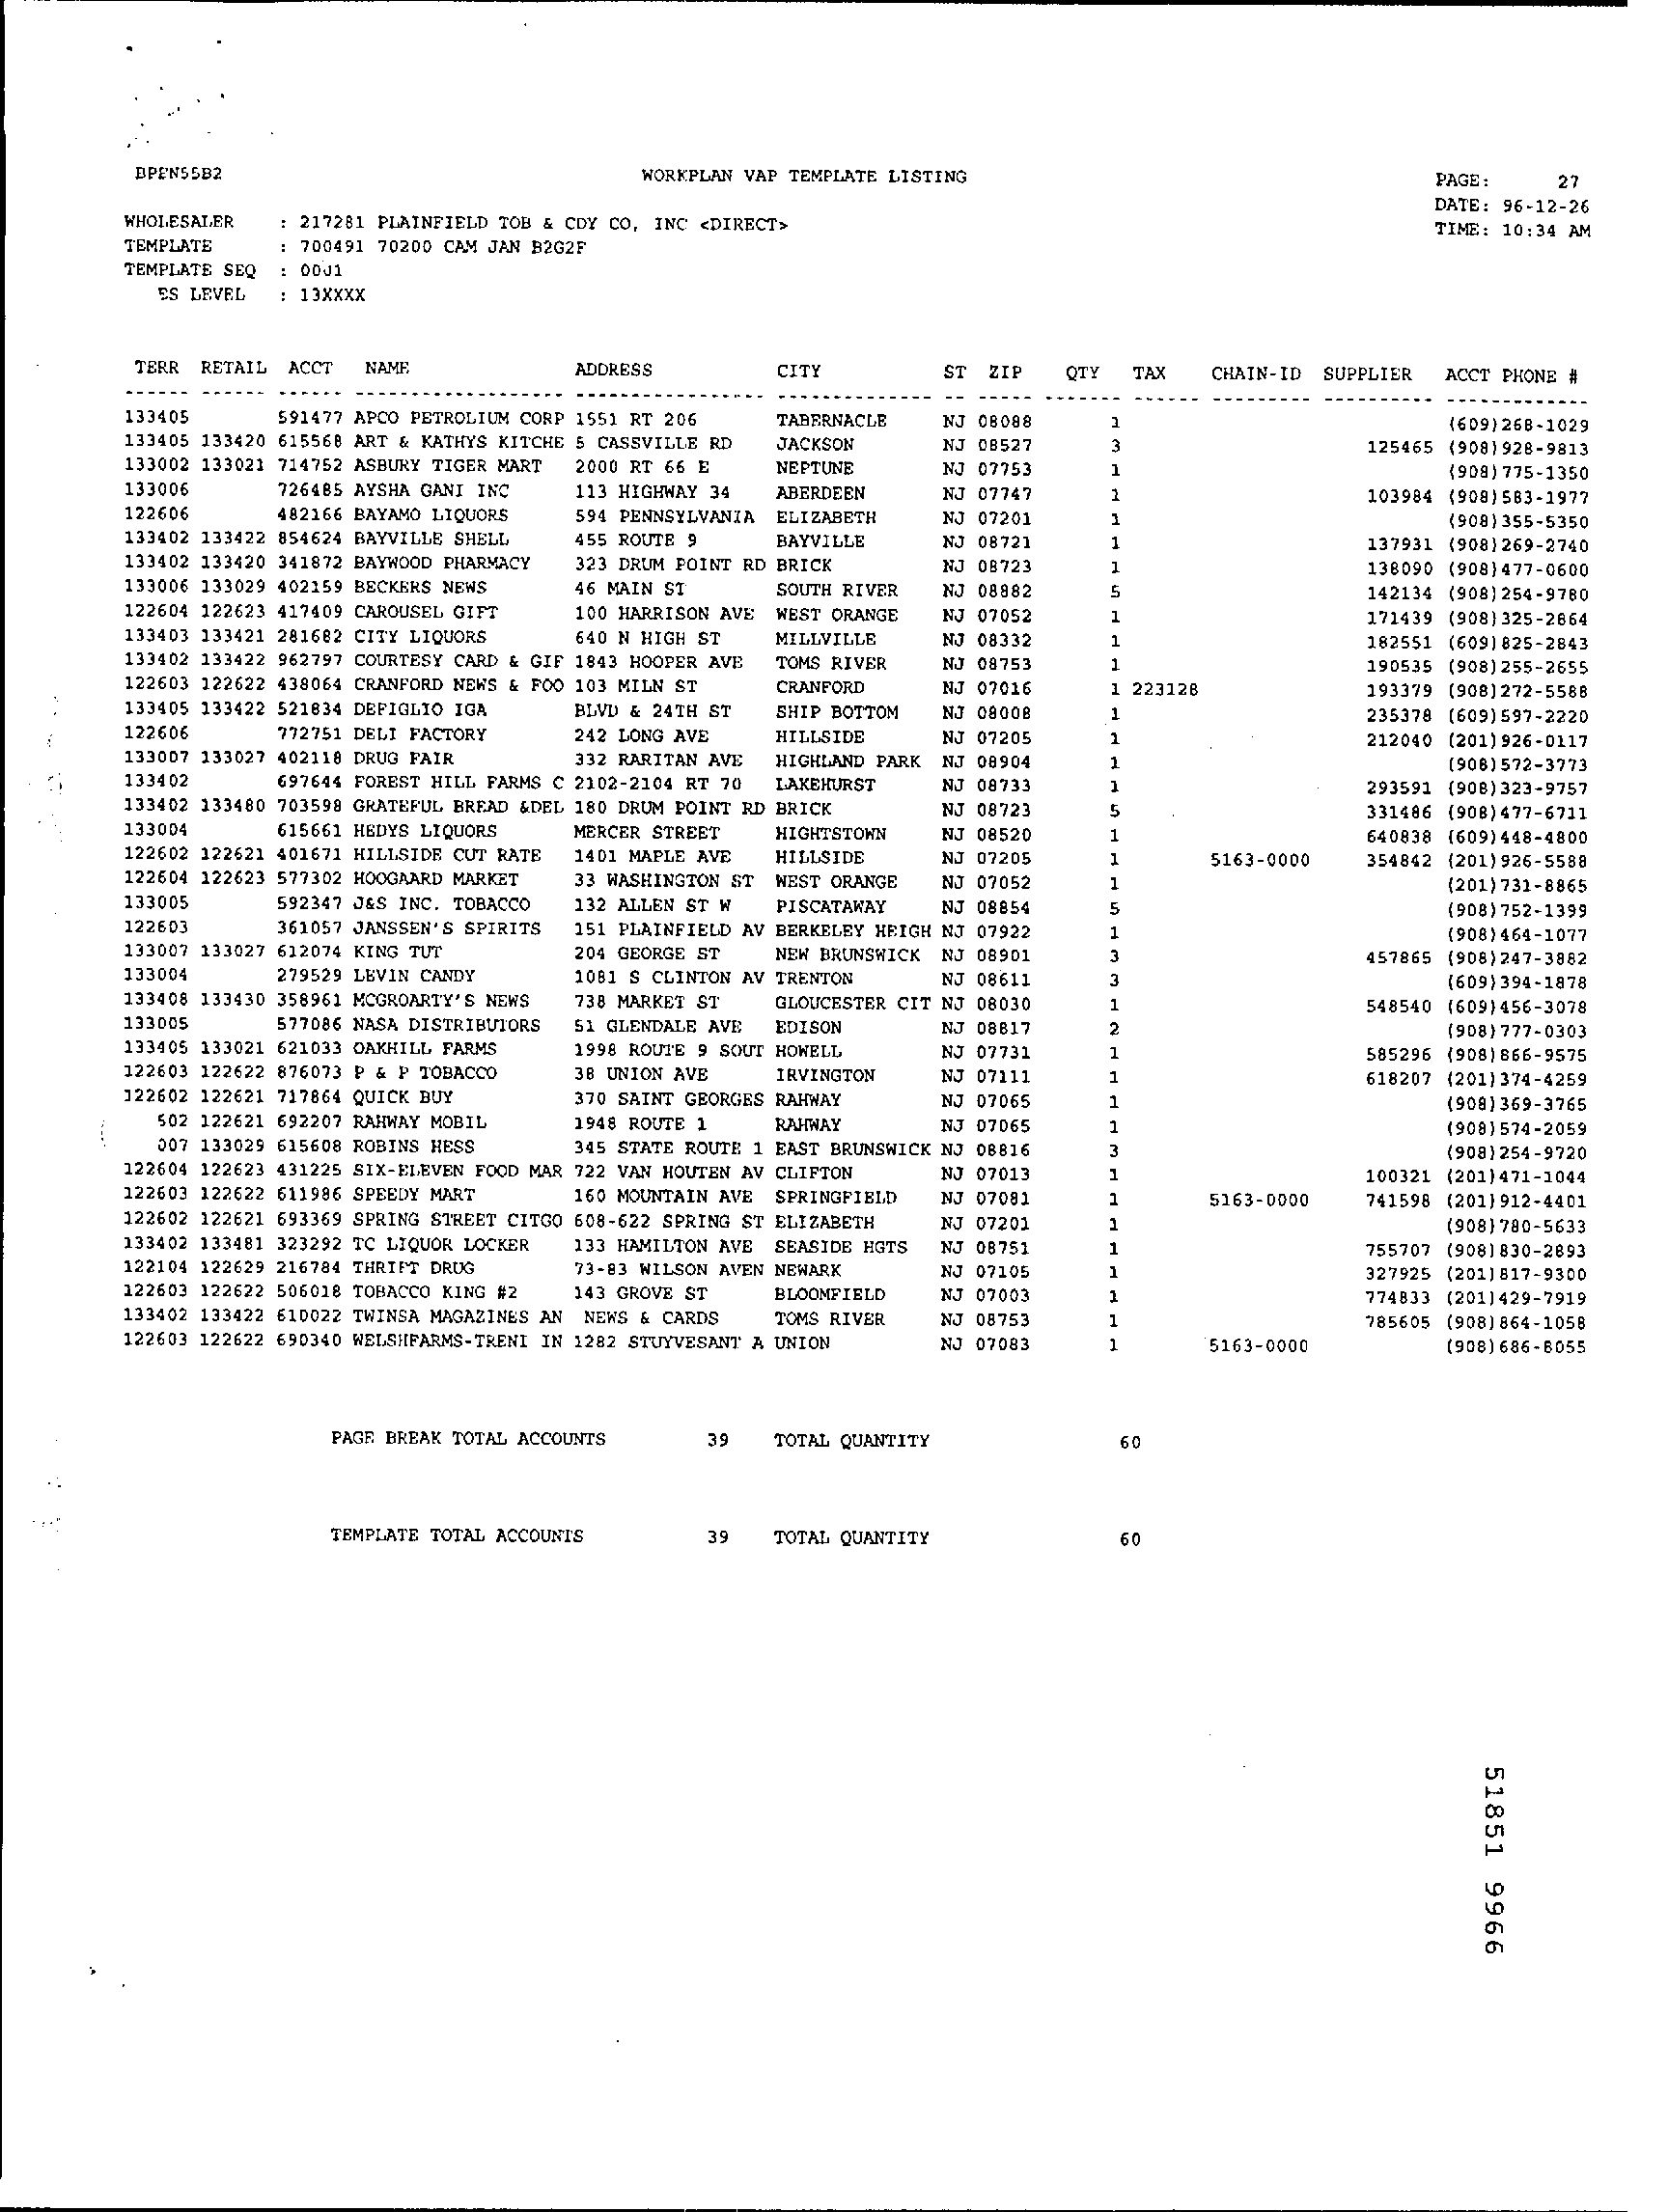 BPEN55B2 WORKPLAN VAP TEMPLATE LISTING PAGE: 27
DATE: 96-12-26
WHOLESALER : 217281 PLAINFIELD TOB & CDY CO, INC <DIRECT> TIME: 10:34 AM
TEMPLATE : 700491 70200 CAM JAN B2G2F
TEMPLATE SEQ : 0001
ES LEVEL : 13XXXX
TERR RETAIL ACCT NAME ADDRESS CITY ST ZIP QTY TAX CHAIN-ID SUPPLIER ACCT PHONE #
133405 591477 APCO PETROLIUM CORP 1551 RT 206 TABERNACLE NJ 08088 1 (609)268-1029
133405 133420 615568 ART & KATHYS KITCHE 5 CASSVILLE RD JACKSON NJ 08527 3 125465 (908)928-9813
133002 133021 714752 ASBURY TIGER MART 2000 RT 66 E NEPTUNE NJ 07753 1 (908)775-1350
133006 726485 AYSHA GANI INC 113 HIGHWAY 34 ABERDEEN NJ 07747 1 103984 (908)583-1977
122606 482166 BAYAMO LIQUORS 594 PENNSYLVANIA ELIZABETH NJ 07201 1 (908)355-5350
133402 133422 854624 BAYVILLE SHELL 455 ROUTE 9 BAYVILLE NJ 08721 1 137931 (908)269-2740
133402 133420 341872 BAYWOOD PHARMACY 323 DRUM POINT RD BRICK NJ 08723 1 138090 (908)477-0600
133006 133029 402159 BECKERS NEWS 46 MAIN ST SOUTH RIVER NJ 08882 5 142134 (908)254-9780
122604 122623 417409 CAROUSEL GIFT 100 HARRISON AVE WEST ORANGE NJ 07052 1 171439 (908)325-2864
133403 133421 281682 CITY LIQUORS 640 N HIGH ST MILLVILLE NJ 08332 1 182551 (609)825-2843
133402 133422 962797 COURTESY CARD & GIF 1843 HOOPER AVE TOMS RIVER NJ 08753 1 190535 (908)255-2655
122603 122622 438064 CRANFORD NEWS & FOO 103 MILN ST CRANFORD NJ 07016 1 223128 193379 (908)272-5588
133405 133422 521834 DEFIGLIO IGA BLVD & 24TH ST SHIP BOTTOM NJ 08008 1 235378 (609)597-2220
122606 772751 DELI FACTORY 242 LONG AVE HILLSIDE NJ 07205 1 212040 (201)926-0117
133007 133027 402118 DRUG FAIR 332 RARITAN AVE HIGHLAND PARK NJ 08904 1 (908)572-3773
133402 697644 FOREST HILL FARMS C 2102-2104 RT 70 LAKEHURST NJ 08733 1 293591 (908)323-9757
133402 133480 703598 GRATEFUL BREAD &DEL 180 DRUM POINT RD BRICK NJ 08723 5 331486 (908)477-6711
133004 615661 HEDYS LIQUORS MERCER STREET HIGHTSTOWN NJ 08520 1 640838 (609)448-4800
122602 122621 401671 HILLSIDE CUT RATE 1401 MAPLE AVE HILLSIDE NJ 07205 1 5163-0000 354842 (201)926-5588
122604 122623 577302 HOOGAARD MARKET 33 WASHINGTON ST WEST ORANGE NJ 07052 1 (201)731-8865
133005 592347 J&S INC. TOBACCO 132 ALLEN ST W PISCATAWAY NJ 08854 5 (908)752-1399
122603 361057 JANSSEN'S SPIRITS 151 PLAINFIELD AV BERKELEY HEIGH NJ 07922 1 (908)464-1077
133007 133027 612074 KING TUT 204 GEORGE ST NEW BRUNSWICK NJ 08901 3 457865 (908)247-3882
133004 279529 LEVIN CANDY 1081 S CLINTON AV TRENTON NJ 08611 3 (609)394-1878
133408 133430 358961 MCGROARTY'S NEWS 738 MARKET ST GLOUCESTER CIT NJ 08030 1 548540 (609)456-3078
133005 577086 NASA DISTRIBUTORS 51 GLENDALE AVE EDISON NJ 08817 2 (908)777-0303
133405 133021 621033 OAKHILL FARMS 1998 ROUTE 9 SOUT HOWELL NJ 07731 1 585296 (908)866-9575
122603 122622 876073 P & P TOBACCO 38 UNION AVE IRVINGTON NJ 07111 1 618207 (201)374-4259
122602 122621 717864 QUICK BUY 370 SAINT GEORGES RAHWAY NJ 07065 1 (908)369-3765
502 122621 692207 RAHWAY MOBIL 1948 ROUTE 1 RAHWAY NJ 07065 1 (908)574-2059
007 133029 615608 ROBINS HESS 345 STATE ROUTE 1 EAST BRUNSWICK NJ 08816 3 (908)254-9720
122604 122623 431225 SIX-ELEVEN FOOD MAR 722 VAN HOUTEN AV CLIFTON NJ 07013 1 100321 (201)471-1044
122603 122622 611986 SPEEDY MART 160 MOUNTAIN AVE SPRINGFIELD NJ 07081 1 5163-0000 741598 (201)912-4401
122602 122621 693369 SPRING STREET CITGO 608-622 SPRING ST ELIZABETH NJ 07201 1 (908)780-5633
133402 133481 323292 TC LIQUOR LOCKER 133 HAMILTON AVE SEASIDE HGTS NJ 08751 1 755707 (908)830-2893
122104 122629 216784 THRIFT DRUG 73-83 WILSON AVEN NEWARK NJ 07105 1 327925 (201)817-9300
122603 122622 506018 TOBACCO KING #2 143 GROVE ST BLOOMFIELD NJ 07003 1 774833 (201)429-7919
133402 133422 610022 TWINSA MAGAZINES AN NEWS & CARDS TOMS RIVER NJ 08753 1 785605 (908)864-1058
122603 122622 690340 WELSHFARMS-TRENI IN 1282 STUYVESANT A UNION NJ 07083 1 5163-0000 (908)686-8055
PAGE BREAK TOTAL ACCOUNTS 39 TOTAL QUANTITY 60
TEMPLATE TOTAL ACCOUNTS 39 TOTAL QUANTITY 60
51851 9966